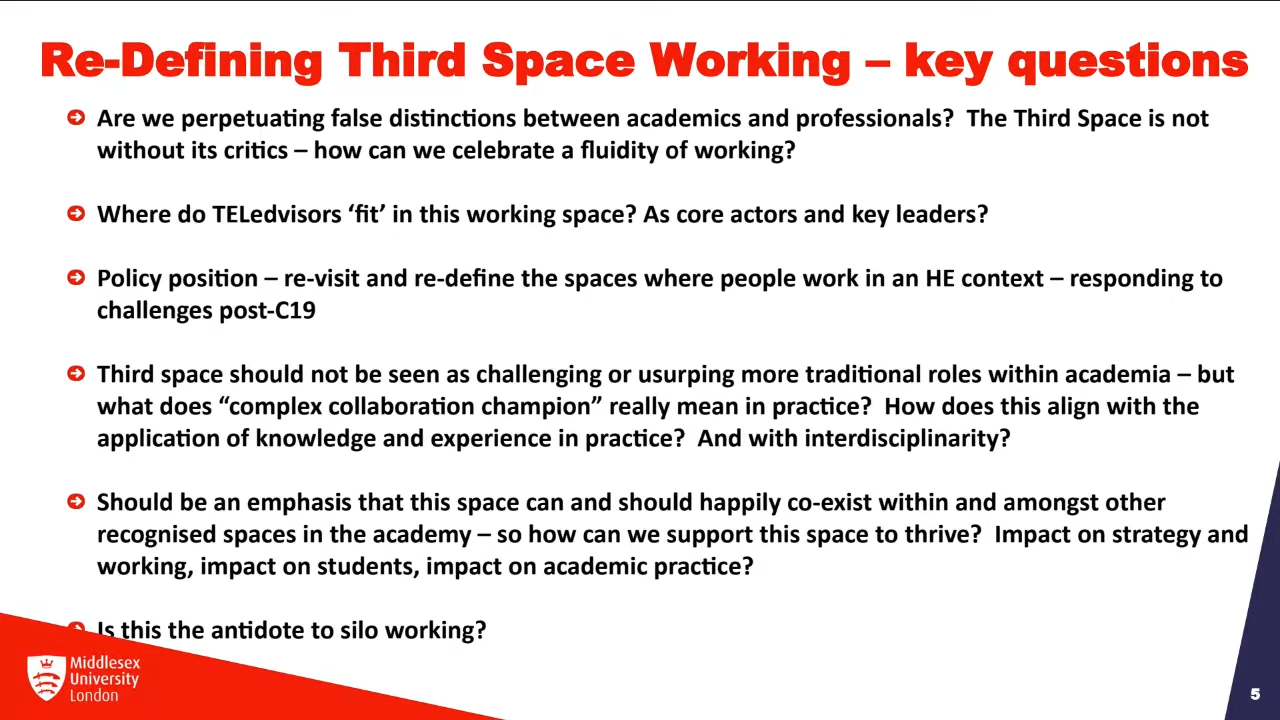 Re-Defining Third Space Working – key questions
Are we perpetuating false distinctions between academics and professionals?  The Third Space is not
without its critics – how can we celebrate a fluidity of working?
Where do TELedvisors ‘fit’ in this working space? As core actors and key leaders?
Policy position – re-visit and re-define the spaces where people work in an HE context – responding to
challenges post-C19
Third space should not be seen as challenging or usurping more traditional roles within academia – but
what does “complex collaboration champion” really mean in practice?  How does this align with the
application of knowledge and experience in practice?  And with interdisciplinarity?
Should be an emphasis that this space can and should happily co-exist within and amongst other
recognised spaces in the academy – so how can we support this space to thrive?  Impact on strategy and
working, impact on students, impact on academic practice?
Is this the antidote to silo working?
Middlesex
University
London
5